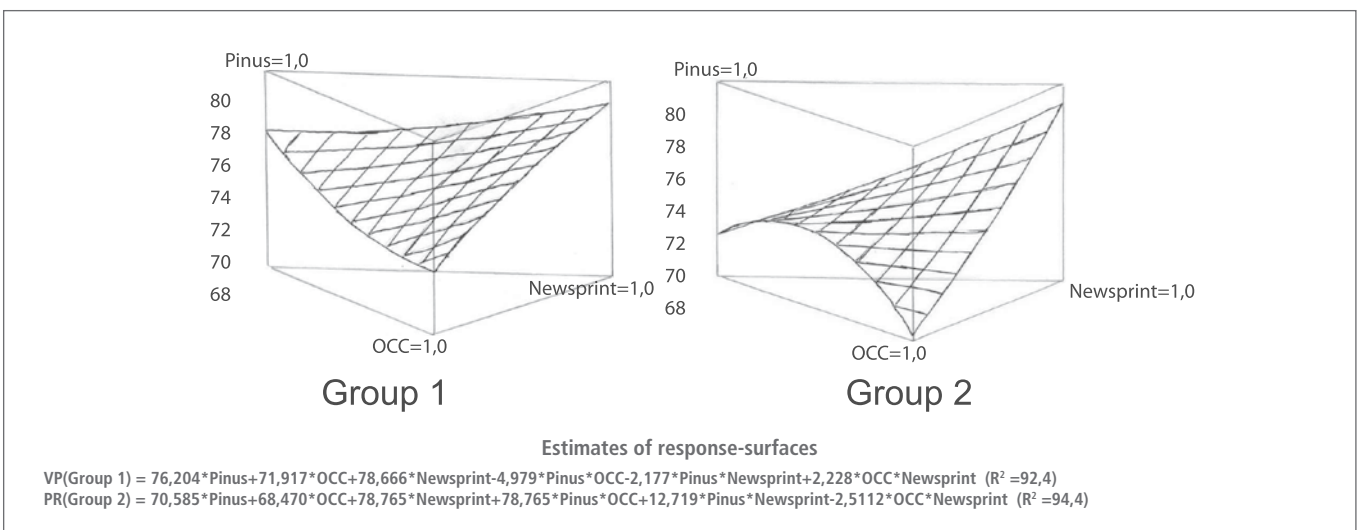 Pinus=1,0
80
78
76
74
72
70
68
Newsprint=1,0
OCC=1,0
Group 1
Pinus=1,0
80
78
76
74
72
70
68
Newsprint=1,0
OCC=1,0
Group 2
Estimates of response-surfaces
VP(Group 1) = 76,204*Pinus+71,917*OCC+78,666*Newsprint-4,979*Pinus*OCC-2,177*Pinus*Newsprint+2,228*OCC*Newsprint (R² =92,4)
PR(Group 2) = 70,585*Pinus+68,470*OCC+78,765*Newsprint+78,765*Pinus*OCC+12,719*Pinus*Newsprint-2,5112*OCC*Newsprint (R² =94,4)